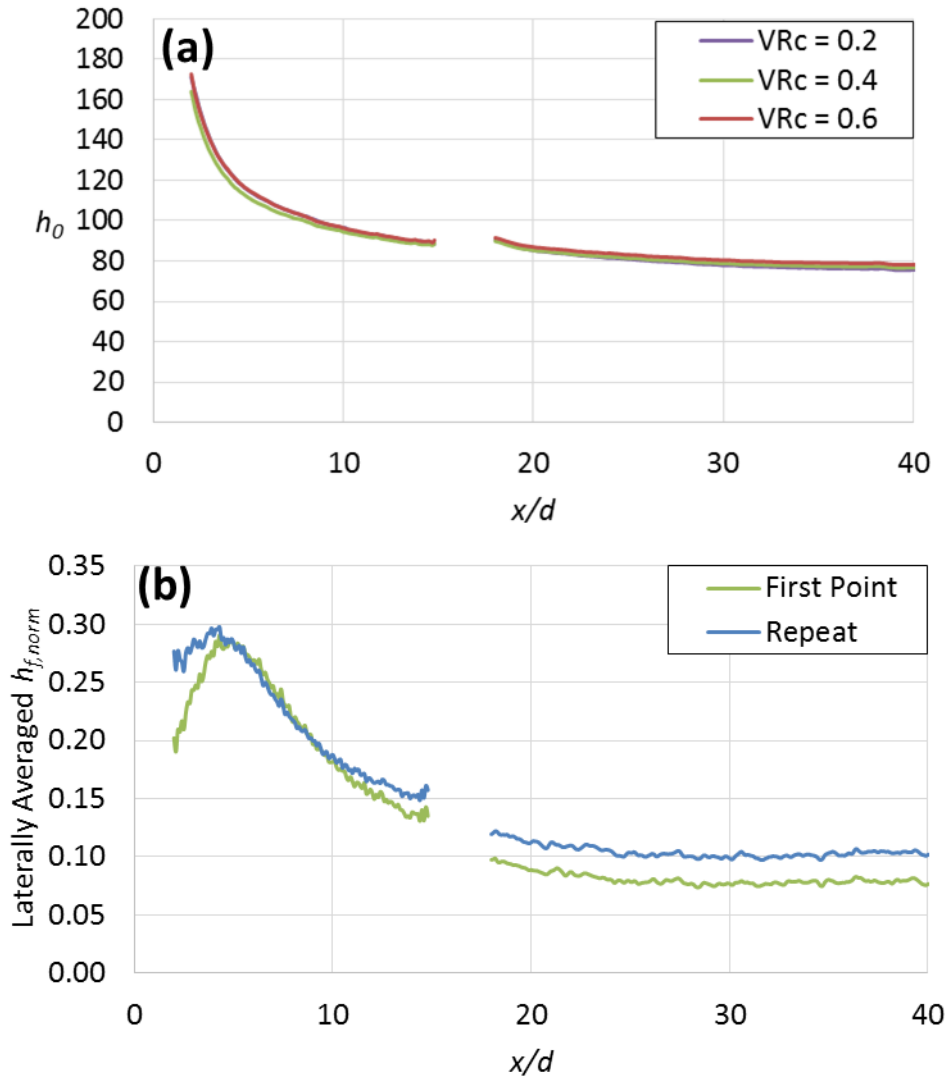 (a)
200
180
160
140
120
100
80
60
40
20
0
h0
0 10 20 30 40
x/d
VRc = 0.2
VRc = 0.4
VRc = 0.6
(b)
0.35
0.30
0.25
0.20
0.15
0.10
0.05
0.00
Laterally Averaged hf,norm
0 10 20 30 40
x/d
First Point
Repeat